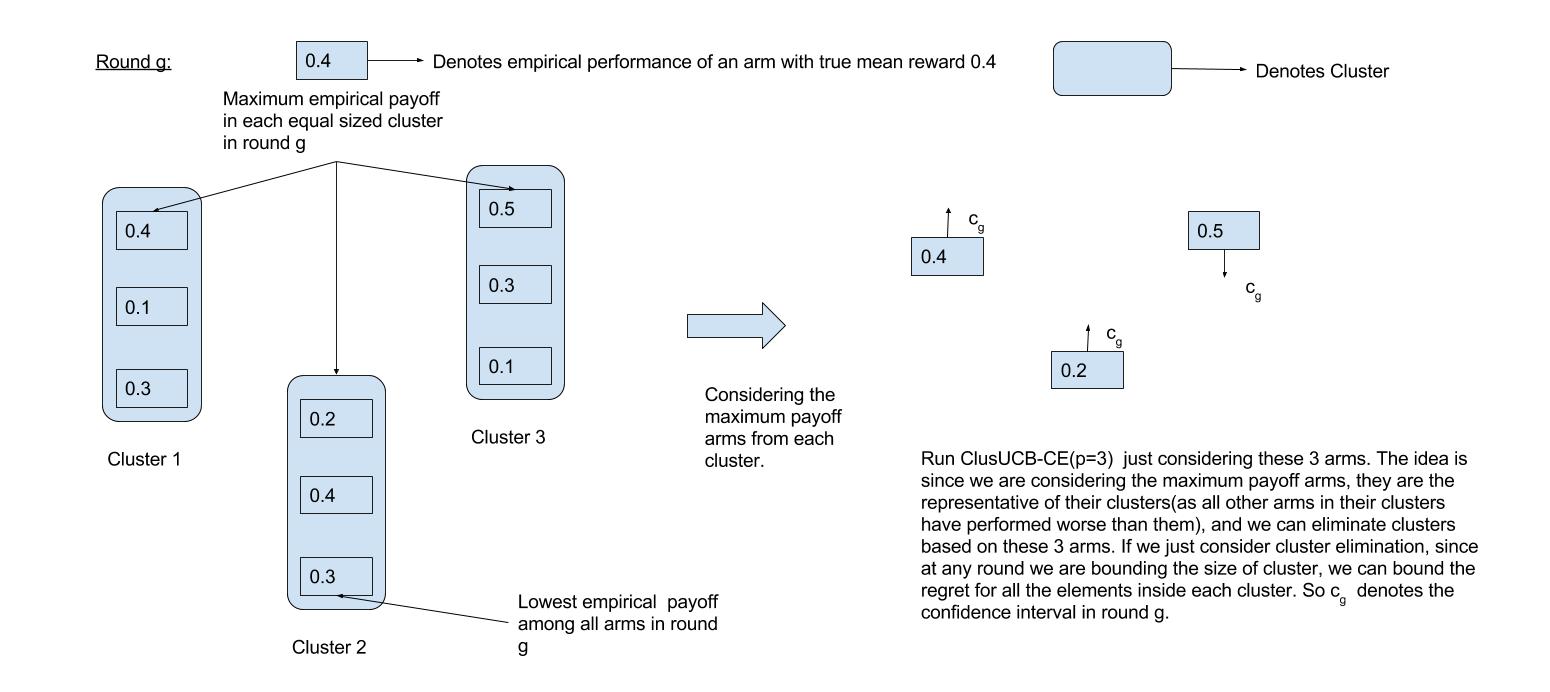 Round g:
0.4
Denotes empirical performance of an arm with true mean reward 0.4
Denotes Cluster
Maximum empirical payoff
in each equal sized cluster
in round g
0.4
0.1
0.3
Cluster 1
0.2
0.4
0.3
Cluster 2
0.5
0.3
0.1
Cluster 3
Lowest empirical payoff
among all arms in round
g
Considering the
maximum payoff
arms from each
cluster.
0.4
c_g
0.5
c_g
0.2
c_g
Run ClusUCB-CE(p=3) just considering these 3 arms. The idea is
since we are considering the maximum payoff arms, they are the
representative of their clusters(as all other arms in their clusters
have performed worse than them), and we can eliminate clusters
based on these 3 arms. If we just consider cluster elimination, since
at any round we are bounding the size of cluster, we can bound the
regret for all the elements inside each cluster. So c_g denotes the
confidence interval in round g.